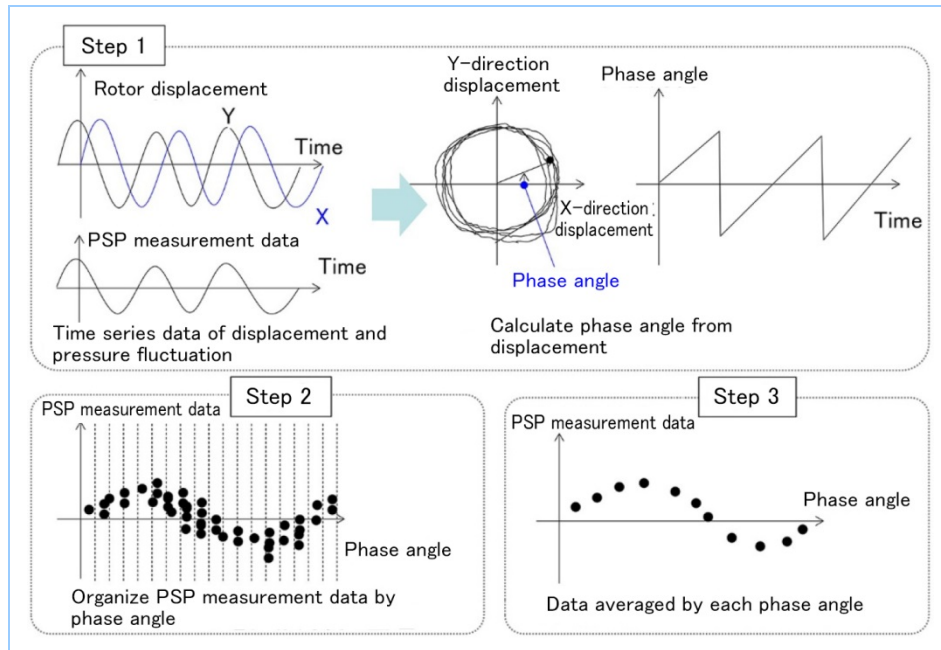 Step 1
Rotor displacement
Y
Time
X
PSP measurement data
Time
Time series data of displacement and
pressure fluctuation
Y-direction
displacement
X-direction
displacement
Phase angle
Phase angle
Time
Calculate phase angle from
displacement
Step 2
PSP measurement data
Phase angle
Organize PSP measurement data by
phase angle
Step 3
PSP measurement data
Phase angle
Data averaged by each phase angle